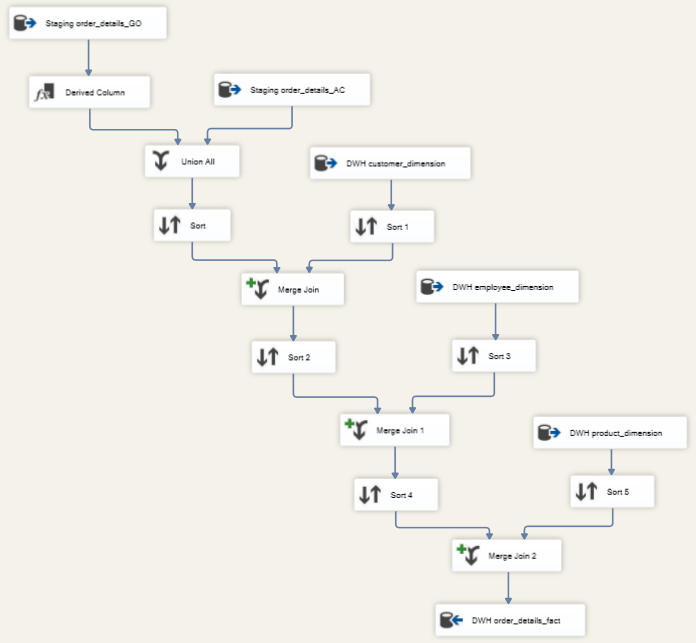 Staging order_details_GO
Derived Column
Staging order_details_AC
Union All
DWH customer_dimension
Sort
Sort 1
Merge Join
DWH employee_dimension
Sort 2
Sort 3
Merge Join 1
DWH product_dimension
Sort 4
Sort 5
Merge Join 2
DWH order_details_fact